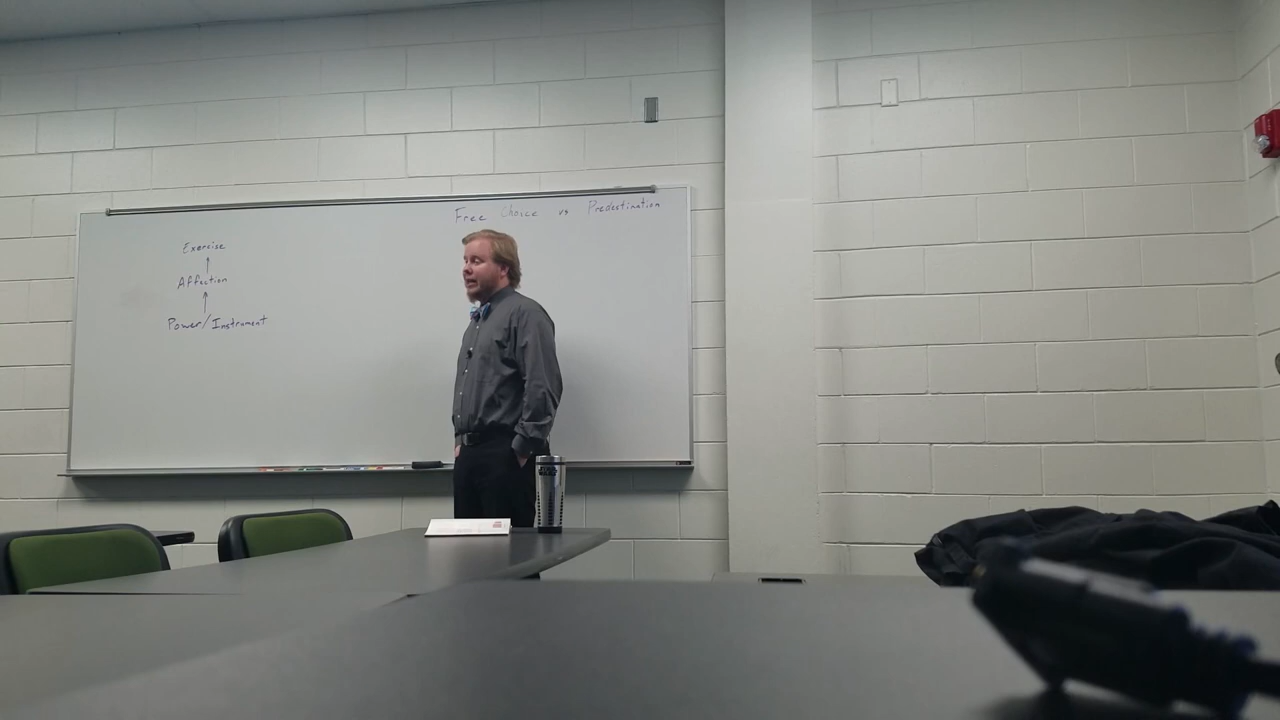 Free Choice vs Predestination
Exercise
Affection
Power/Instrument